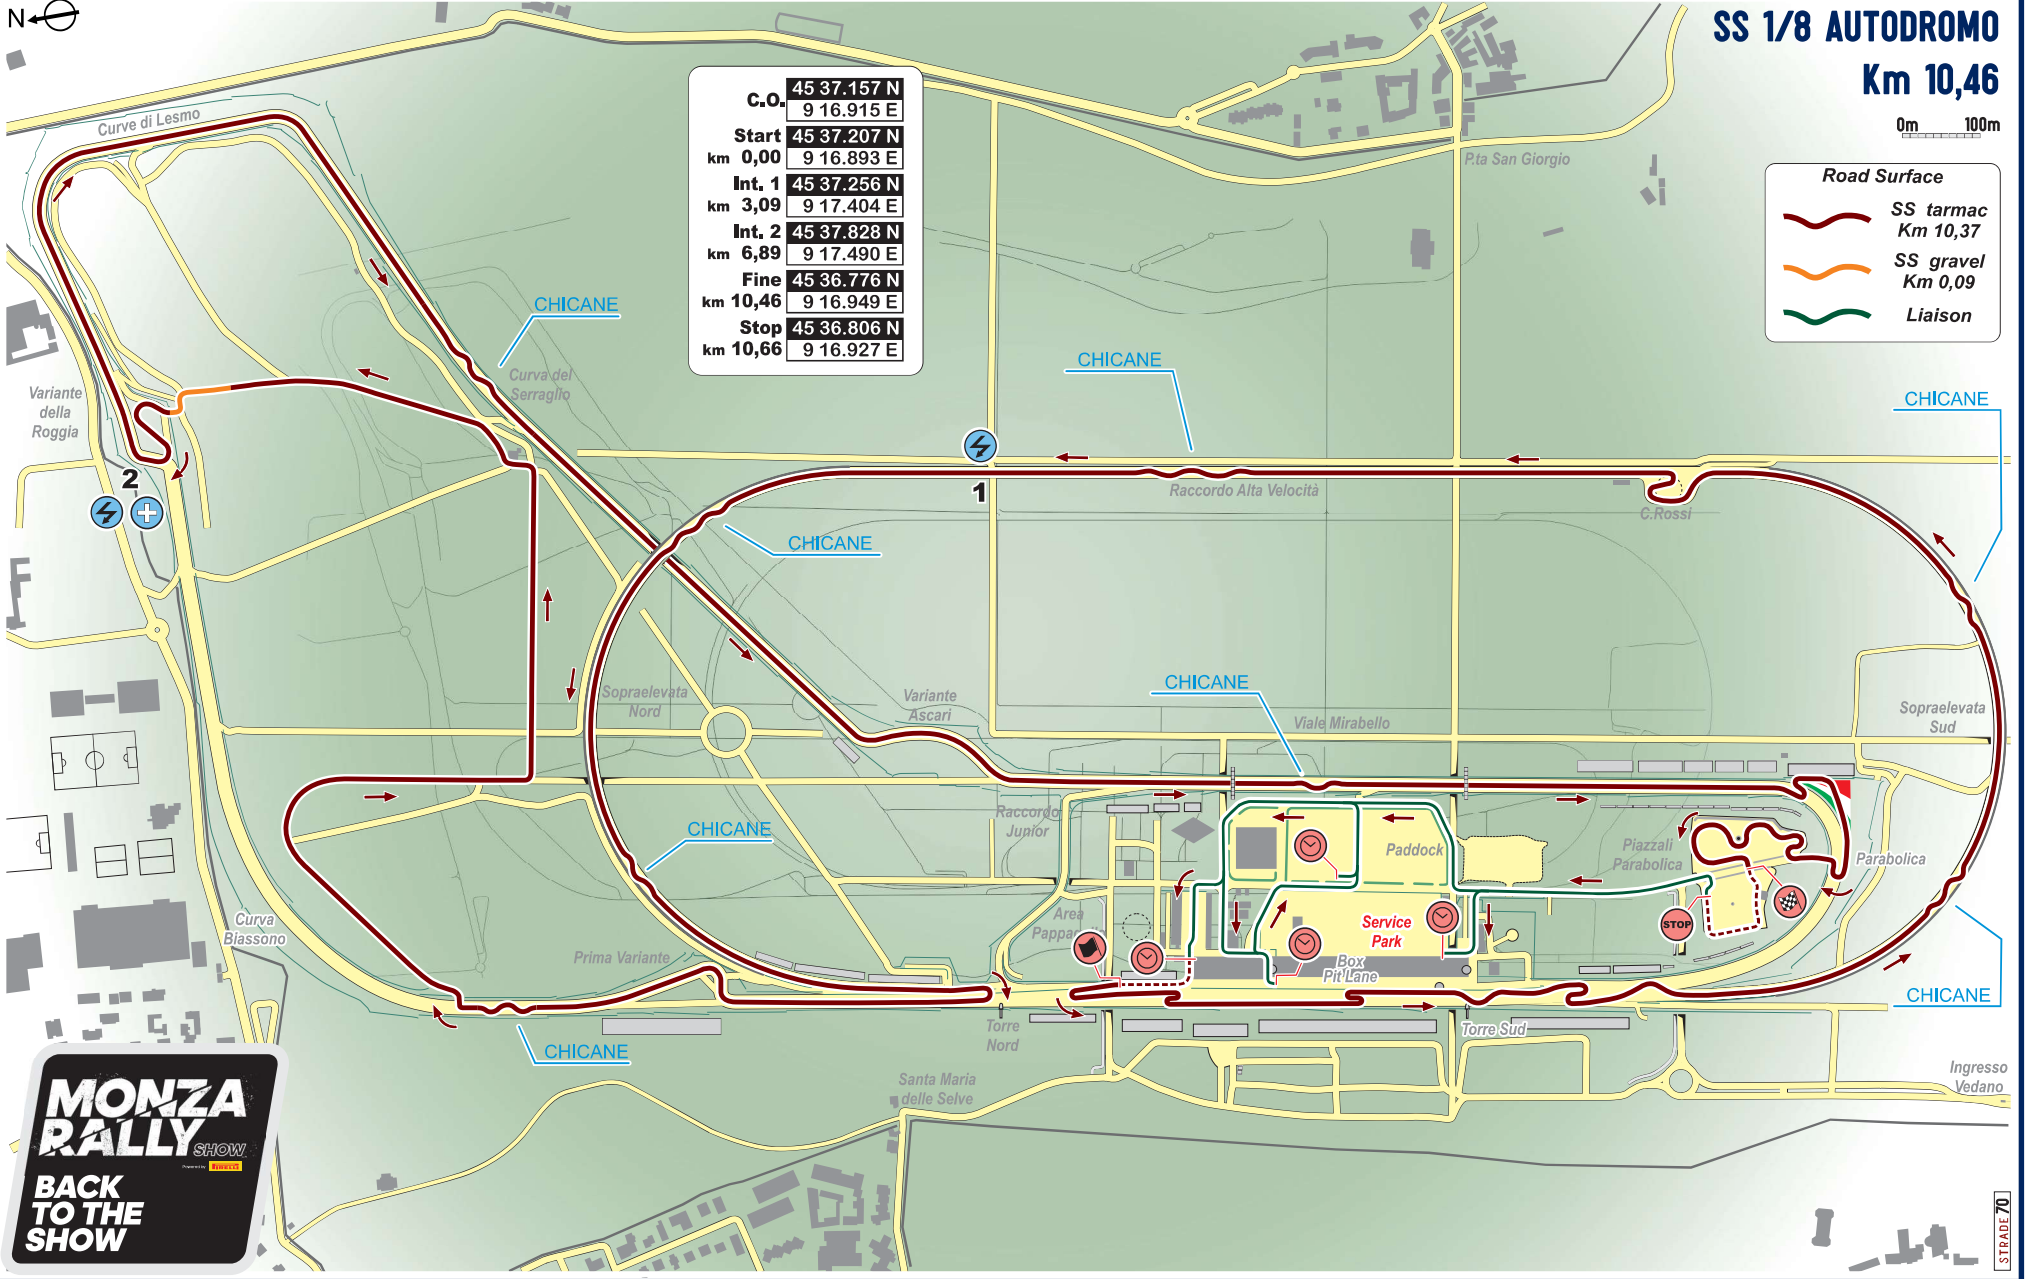 N
SS 1/8 AUTODROMO
Km 10,46
0m 100m
C.O. 45 37.157 N
9 16.915 E
Start 45 37.207 N
km 0,00 9 16.893 E
Int. 1 45 37.256 N
km 3,09 9 17.404 E
Int. 2 45 37.828 N
km 6,89 9 17.490 E
Fine 45 36.776 N
km 10,46 9 16.949 E
Stop 45 36.806 N
km 10,66 9 16.927 E
Road Surface
SS tarmac
Km 10,37
SS gravel
Km 0,09
Liaison
Curve di Lesmo
P.ta San Giorgio
CHICANE
CHICANE
CHICANE
Curva del
Serraglio
Variante
della
Roggia
2
1
Raccordo Alta Velocità
C.Rossi
CHICANE
Sopraelevata
Nord
Variante
Ascari
CHICANE
Viale Mirabello
Sopraelevata
Sud
Raccordo
Junior
CHICANE
Paddock
Piazzali
Parabolica
Parabolica
Curva
Biassono
Area
Service
Park
STOP
Prima Variante
Box
Pit Lane
CHICANE
Torre
Nord
Torre Sud
CHICANE
Santa Maria
delle Selve
Ingresso
Vedano
MONZA
RALLY
SHOW
Powered by PIRELLI
BACK
TO THE
SHOW
STRADE 70